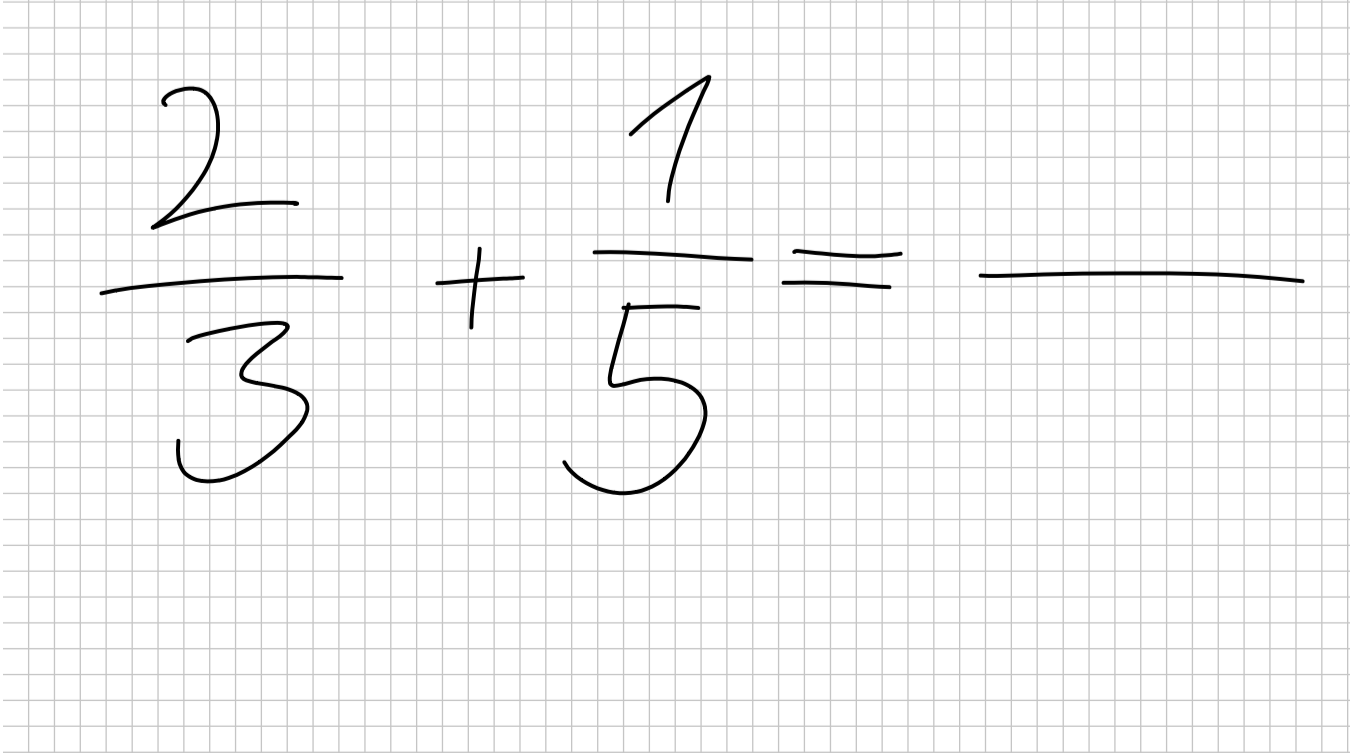 2/3 + 1/5 = —